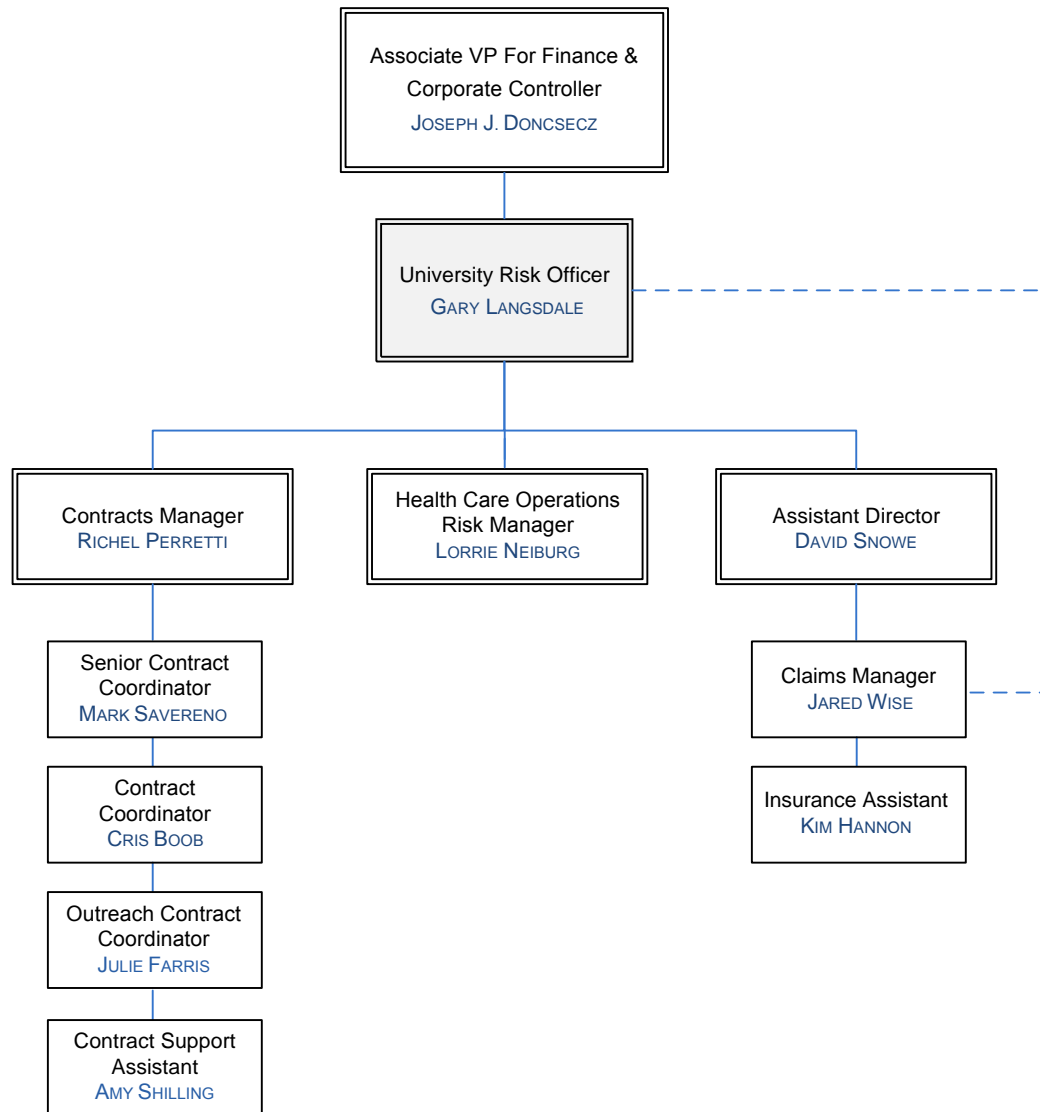 Associate VP For Finance &
Corporate Controller
JOSEPH J. DONCSECZ
University Risk Officer
GARY LANGSDALE
Contracts Manager
RICHEL PERRETTI
Health Care Operations
Risk Manager
LORRIE NEIBURG
Assistant Director
DAVID SNOWE
Senior Contract
Coordinator
MARK SAVERENO
Claims Manager
JARED WISE
Contract
Coordinator
CRIS BOOB
Insurance Assistant
KIM HANNON
Outreach Contract
Coordinator
JULIE FARRIS
Contract Support
Assistant
AMY SHILLING